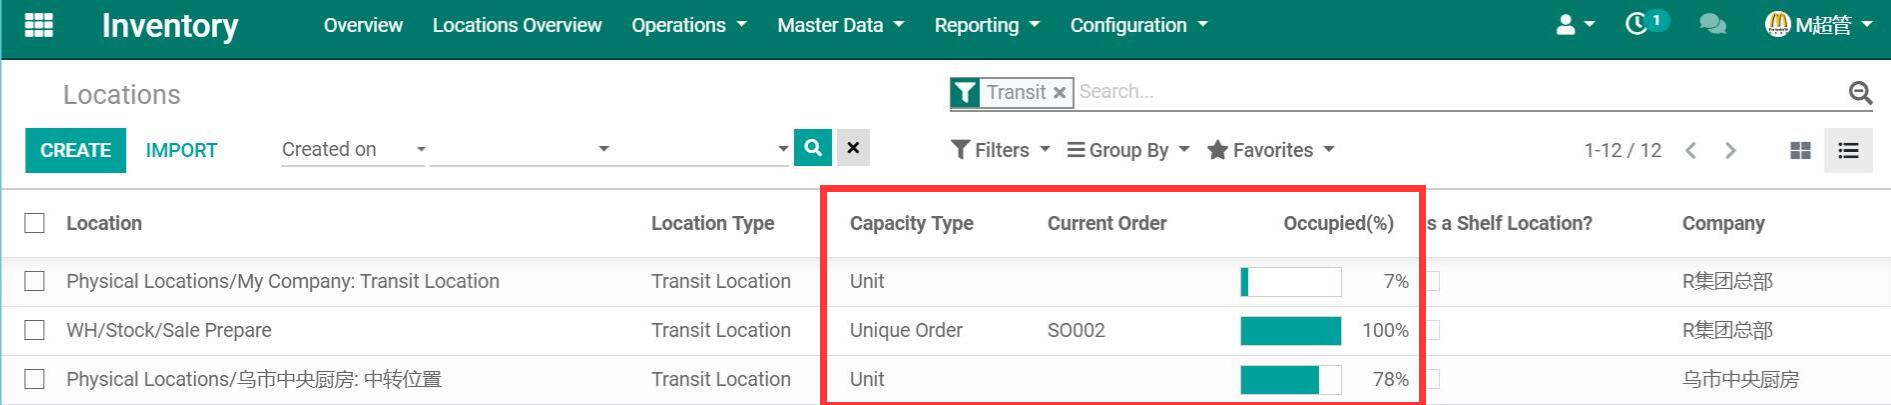 Inventory Overview Locations Overview Operations Master Data Reporting Configuration 1 M超管
Locations Transit Search...
CREATE IMPORT Created on Filters Group By Favorites 1-12 / 12
Location Location Type Capacity Type Current Order Occupied(%) s a Shelf Location? Company
Physical Locations/My Company: Transit Location Transit Location Unit 7% R集团总部
WH/Stock/Sale Prepare Transit Location Unique Order SO002 100% R集团总部
Physical Locations/乌市中央厨房: 中转位置 Transit Location Unit 78% 乌市中央厨房